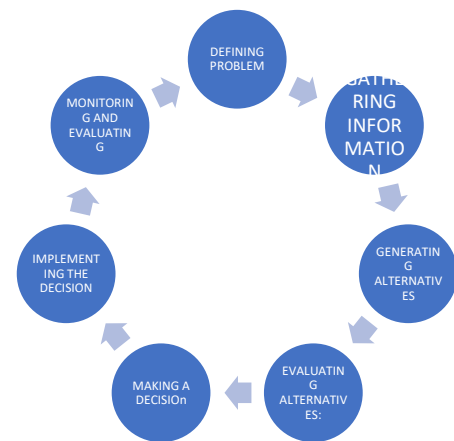 DEFINING
PROBLEM
GATHE
RING
INFOR
MATIO
N
GENERATIN
G
ALTERNATIV
ES
EVALUATIN
G
ALTERNATIV
ES:
MAKING A
DECISIOn
IMPLEMENT
ING THE
DECISION
MONITORIN
G AND
EVALUATIN
G